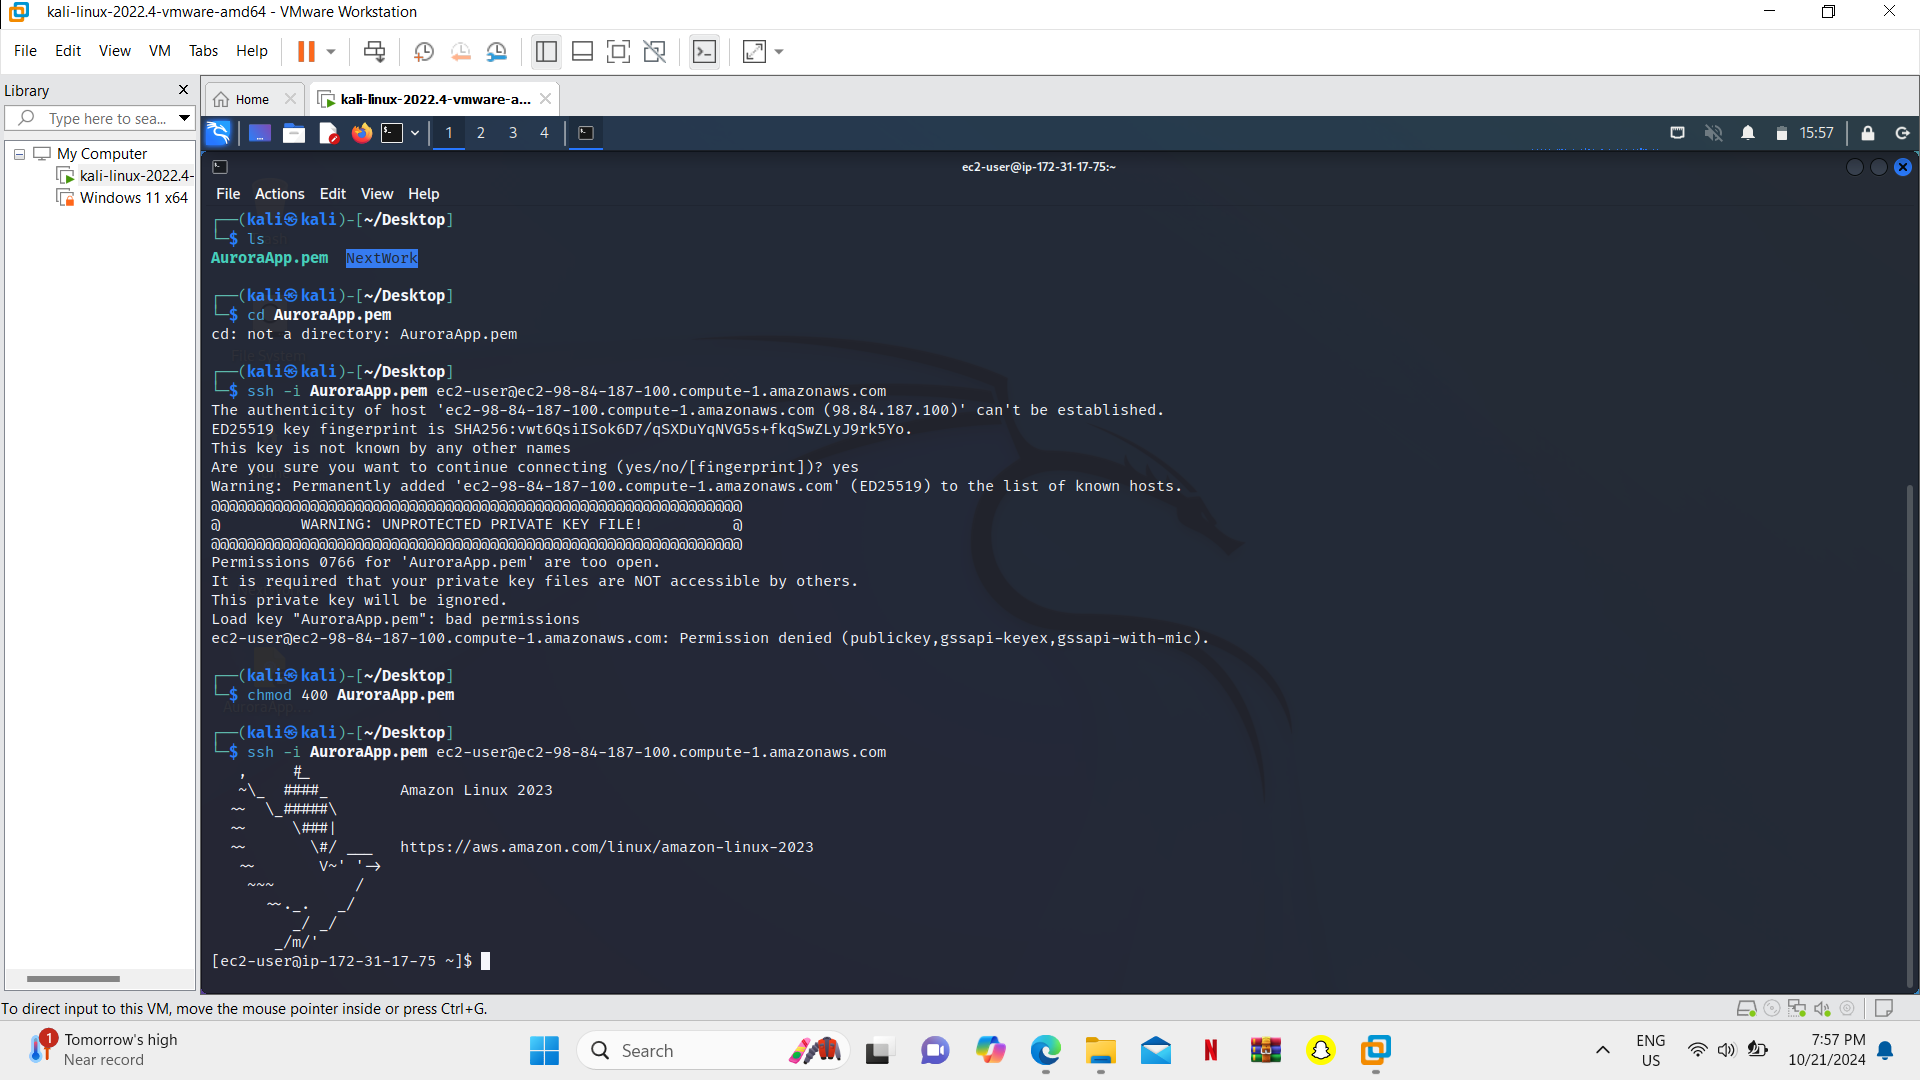 kali-linux-2022.4-vmware-amd64 - VMware Workstation
File Edit View VM Tabs Help
Library
Home
kali-linux-2022.4-vmware-a...
Type here to sea...
1 2 3 4
15:57
My Computer
kali-linux-2022.4-
Windows 11 x64
ec2-user@ip-172-31-17-75:~
File Actions Edit View Help
┌──(kali㉿kali)-[~/Desktop]
└─$ ls
AuroraApp.pem NextWork
┌──(kali㉿kali)-[~/Desktop]
└─$ cd AuroraApp.pem
cd: not a directory: AuroraApp.pem
File System
┌──(kali㉿kali)-[~/Desktop]
└─$ ssh -i AuroraApp.pem ec2-user@ec2-98-84-187-100.compute-1.amazonaws.com
The authenticity of host 'ec2-98-84-187-100.compute-1.amazonaws.com (98.84.187.100)' can't be established.
ED25519 key fingerprint is SHA256:vwt6QsiISok6D7/qSXDuYqNVG5s+fkqSwZLyJ9rk5Yo.
This key is not known by any other names
Are you sure you want to continue connecting (yes/no/[fingerprint])? yes
Warning: Permanently added 'ec2-98-84-187-100.compute-1.amazonaws.com' (ED25519) to the list of known hosts.
@@@@@@@@@@@@@@@@@@@@@@@@@@@@@@@@@@@@@@@@@@@@@@@@@@@@@@@@@@@
@         WARNING: UNPROTECTED PRIVATE KEY FILE!          @
@@@@@@@@@@@@@@@@@@@@@@@@@@@@@@@@@@@@@@@@@@@@@@@@@@@@@@@@@@@
Permissions 0766 for 'AuroraApp.pem' are too open.
It is required that your private key files are NOT accessible by others.
This private key will be ignored.
Load key "AuroraApp.pem": bad permissions
ec2-user@ec2-98-84-187-100.compute-1.amazonaws.com: Permission denied (publickey,gssapi-keyex,gssapi-with-mic).
┌──(kali㉿kali)-[~/Desktop]
└─$ chmod 400 AuroraApp.pem
┌──(kali㉿kali)-[~/Desktop]
└─$ ssh -i AuroraApp.pem ec2-user@ec2-98-84-187-100.compute-1.amazonaws.com
   ,     #_
   ~\_  ####_        Amazon Linux 2023
  ~~  \_#####\
  ~~     \###|
  ~~       \#/ ___   https://aws.amazon.com/linux/amazon-linux-2023
   ~~       V~' '->
    ~~~         /
      ~~._.   _/
         _/ _/
       _/m/'
[ec2-user@ip-172-31-17-75 ~]$
To direct input to this VM, move the mouse pointer inside or press Ctrl+G.
1
Tomorrow's high
Near record
Search
N
ENG
US
7:57 PM
10/21/2024